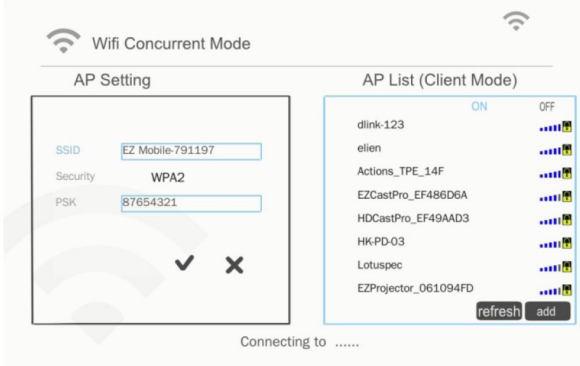 Wifi Concurrent Mode
AP Setting
SSID EZ Mobile-791197
Security WPA2
PSK 87654321
AP List (Client Mode)
ON OFF
dlink-123
elien
Actions_TPE_14F
EZCastPro_EF486D6A
HDCastPro_EF49AAD3
HK-PD-03
Lotuspec
EZProjector_061094FD
refresh add
Connecting to ......